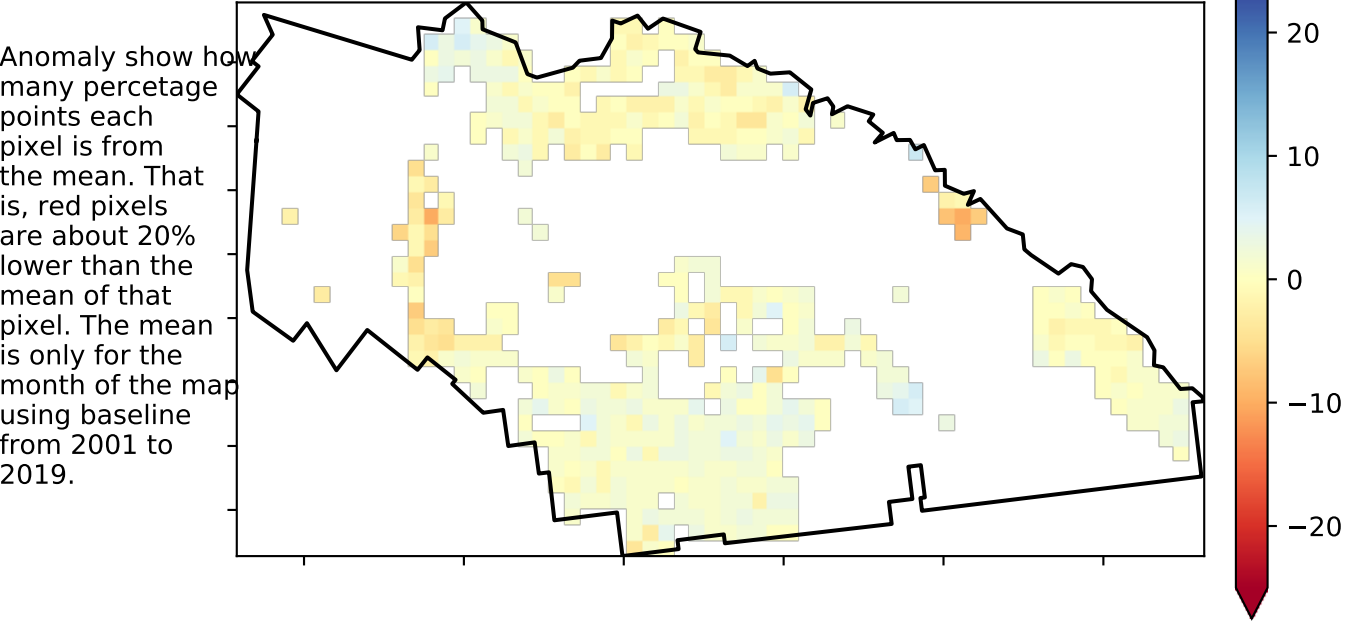 Anomaly show how
many percetage
points each
pixel is from
the mean. That
is, red pixels
are about 20%
lower than the
mean of that
pixel. The mean
is only for the
month of the map
using baseline
from 2001 to
2019.
20
10
0
−10
−20